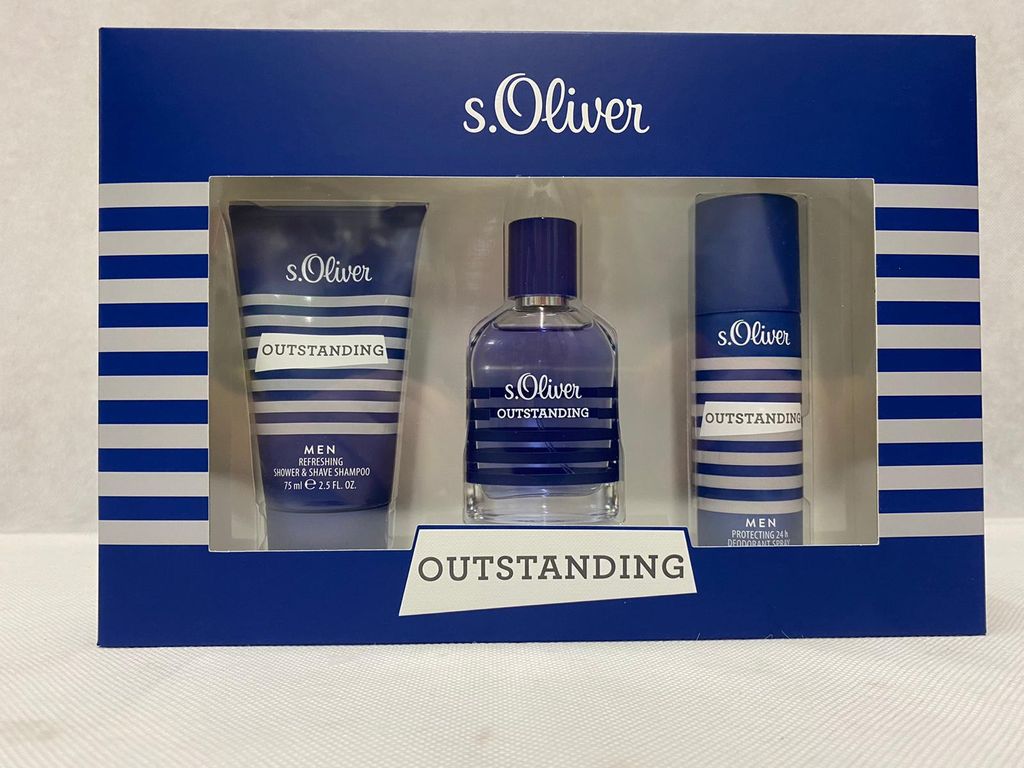 s.Oliver
s.Oliver
OUTSTANDING
MEN
REFRESHING
SHOWER & SHAVE SHAMPOO
75 ml ℮ 2.5 FL. OZ.
s.Oliver
OUTSTANDING
s.Oliver
OUTSTANDING
MEN
PROTECTING 24 h
DEODORANT SPRAY
OUTSTANDING